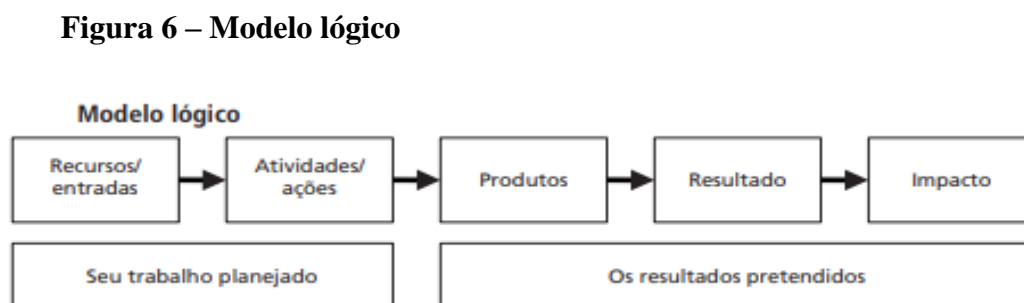 Figura 6 – Modelo lógico
Modelo lógico
Recursos/
entradas
Atividades/
ações
Produtos
Resultado
Impacto
Seu trabalho planejado
Os resultados pretendidos